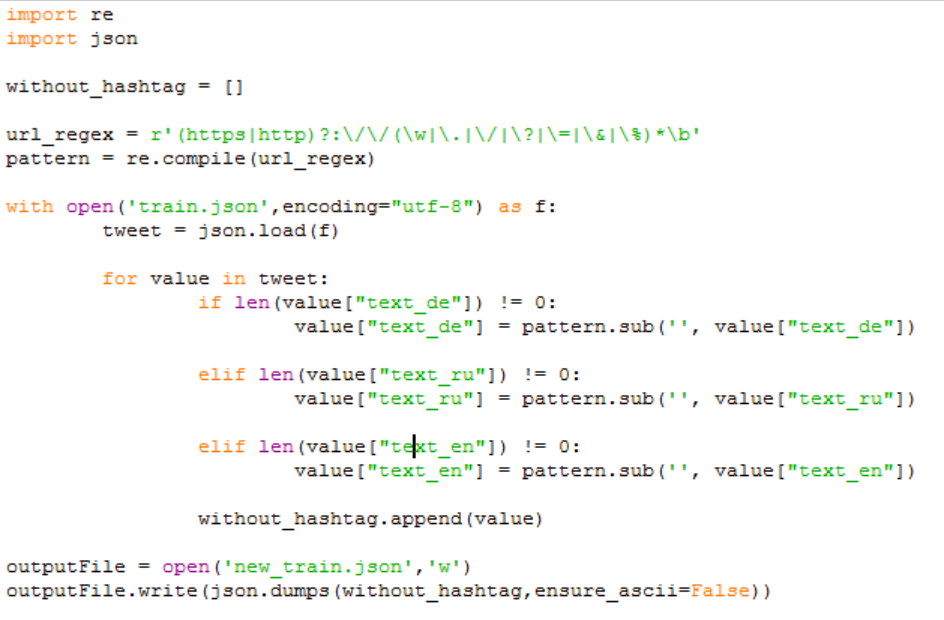 import re
import json
without_hashtag = []
url_regex = r'(https|http)?:\/\/(\w|\.|\/|\?|\=|\&|\%)*\b'
pattern = re.compile(url_regex)
with open('train.json',encoding="utf-8") as f:
        tweet = json.load(f)
        for value in tweet:
                if len(value["text_de"]) != 0:
                        value["text_de"] = pattern.sub('', value["text_de"])
                elif len(value["text_ru"]) != 0:
                        value["text_ru"] = pattern.sub('', value["text_ru"])
                elif len(value["text_en"]) != 0:
                        value["text_en"] = pattern.sub('', value["text_en"])
                without_hashtag.append(value)
outputFile = open('new_train.json','w')
outputFile.write(json.dumps(without_hashtag,ensure_ascii=False))